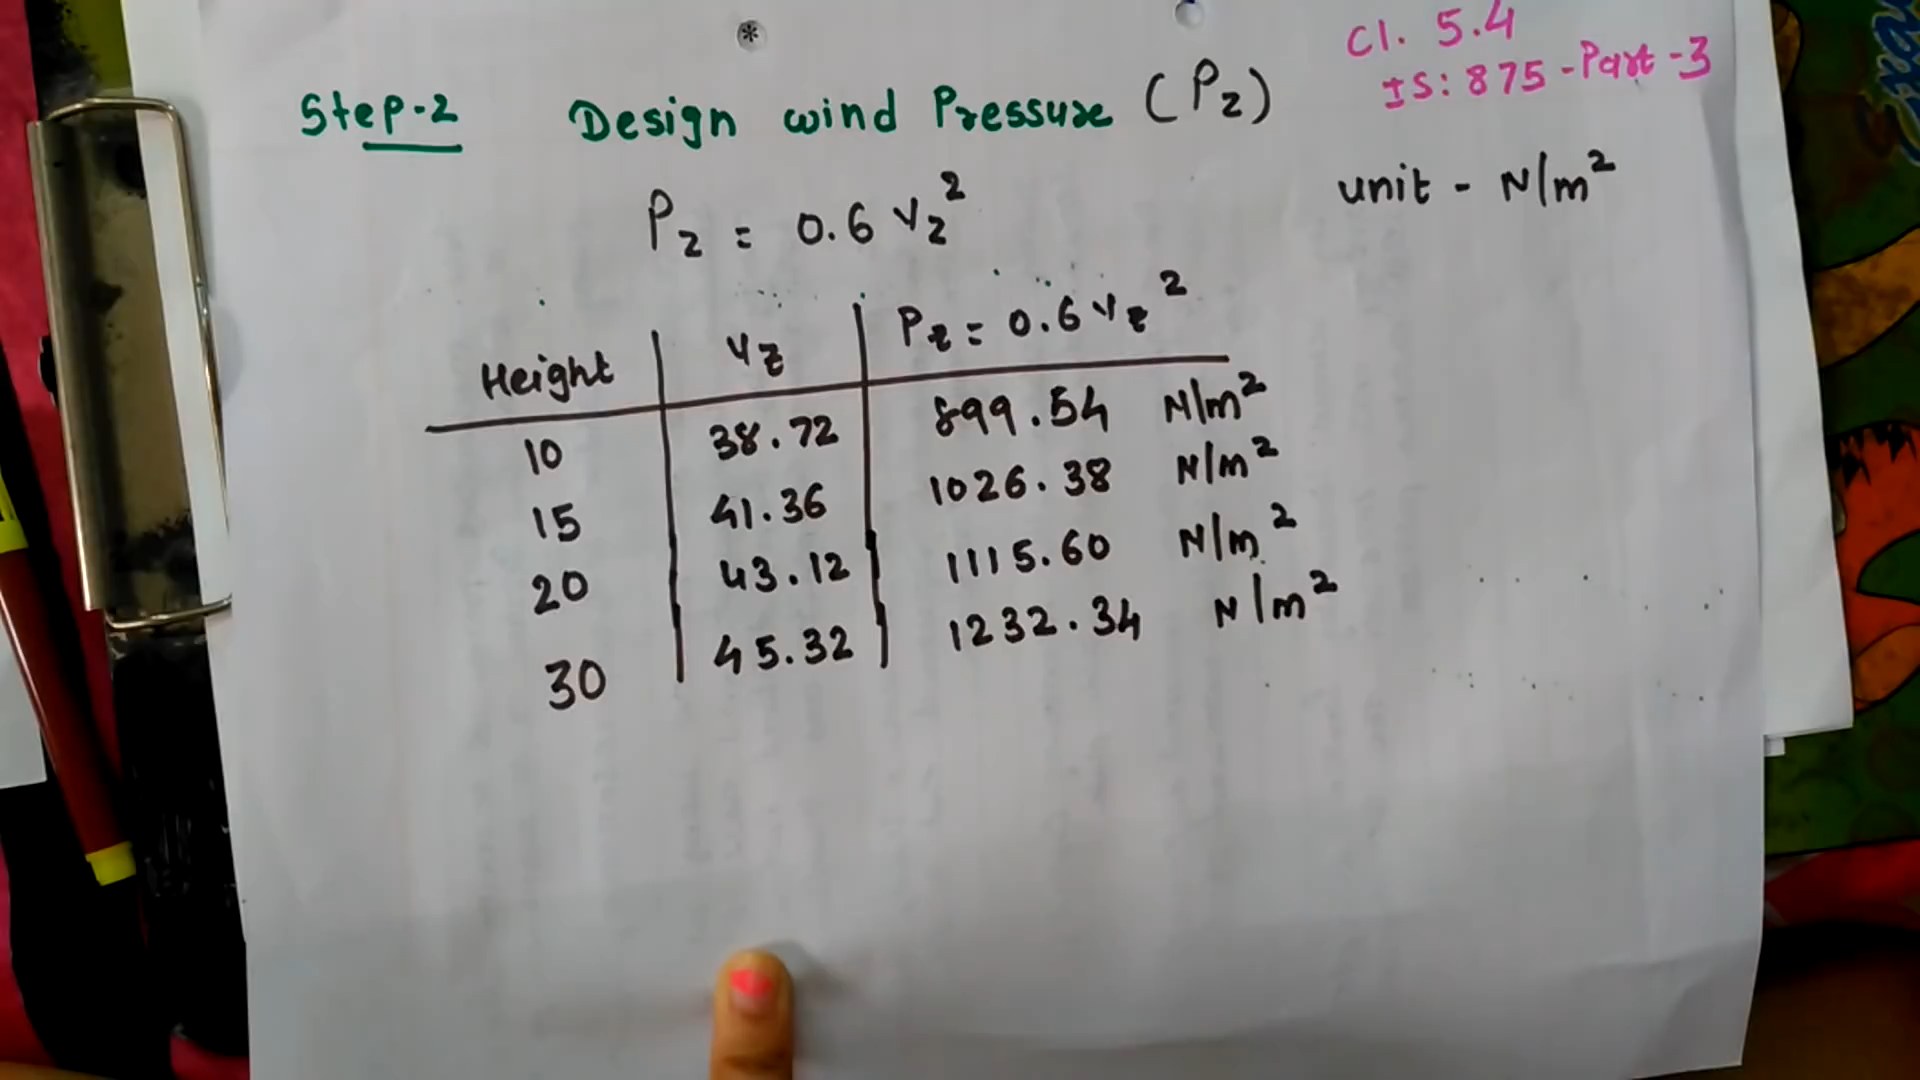 Cl. 5.4
IS: 875 - Part - 3
Step-2 Design wind Pressure (Pz)
unit - N/m²
Pz = 0.6 Vz²
Height Vz Pz = 0.6 Vz²
10 38.72 899.54 N/m²
15 41.36 1026.38 N/m²
20 43.12 1115.60 N/m²
30 45.32 1232.34 N/m²